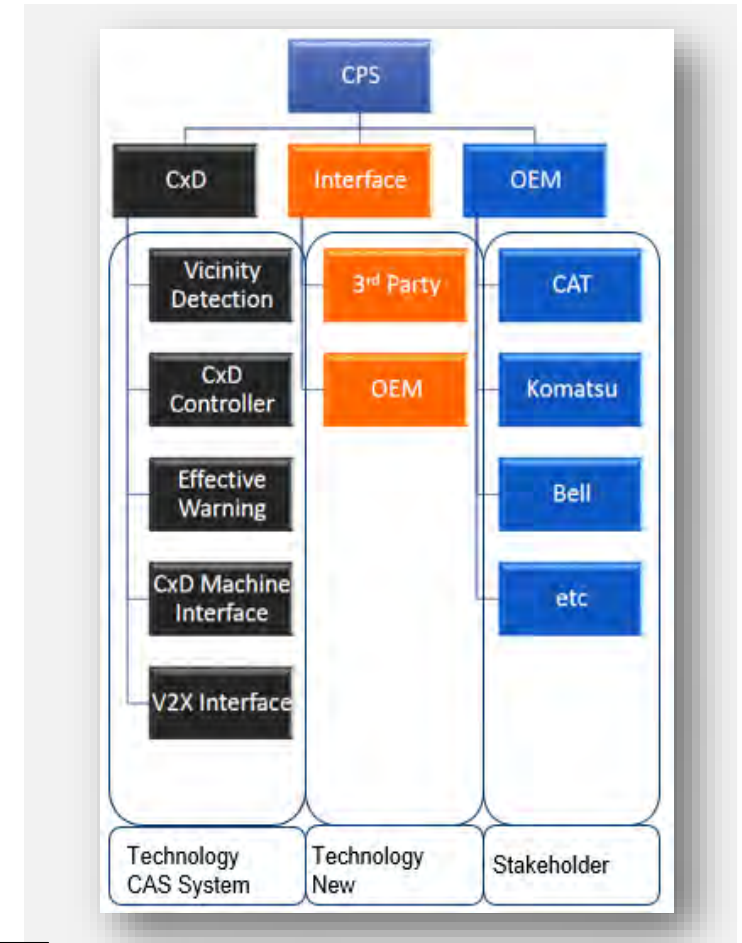 CPS
CxD
Interface
OEM
Vicinity
Detection
3rd Party
CAT
CxD
Controller
OEM
Komatsu
Effective
Warning
Bell
CxD Machine
Interface
etc
V2X Interface
Technology
CAS System
Technology
New
Stakeholder